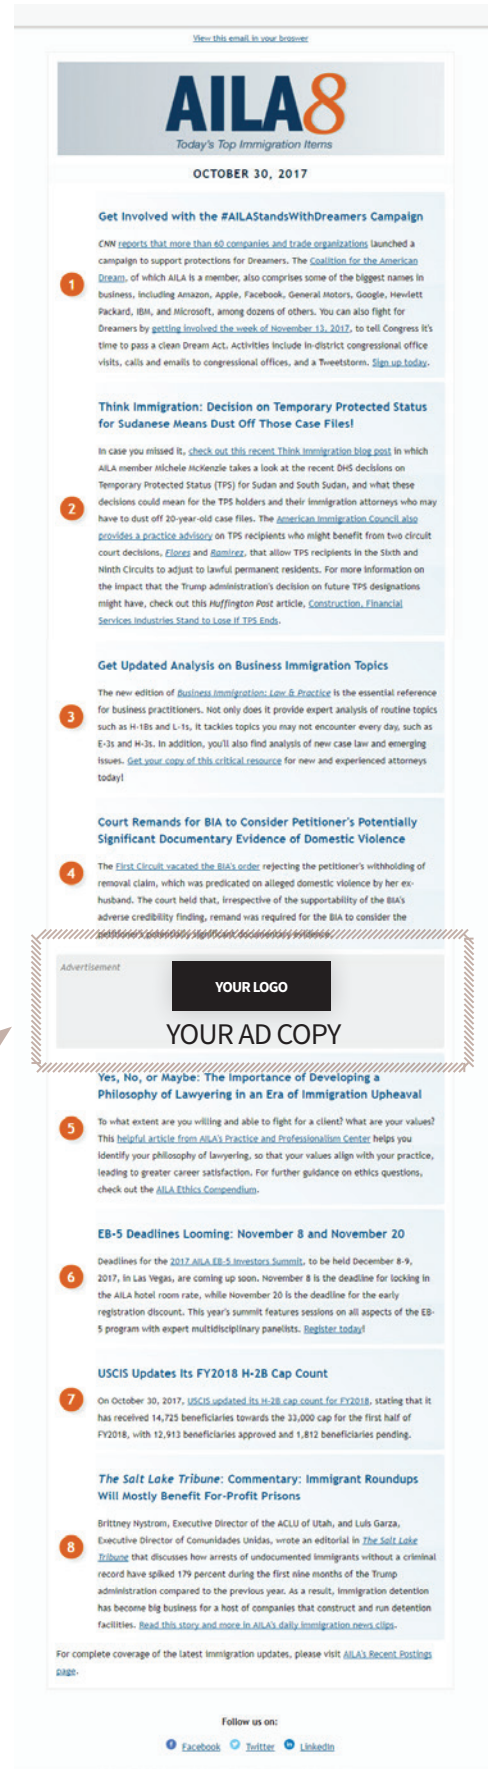 View this email in your broswer
AILA8
Today's Top Immigration Items
OCTOBER 30, 2017
Get Involved with the #AILAStandsWithDreamers Campaign
CNN reports that more than 60 companies and trade organizations launched a
campaign to support protections for Dreamers. The Coalition for the American
Dream, of which AILA is a member, also comprises some of the biggest names in
1
business, including Amazon, Apple, Facebook, General Motors, Google, Hewlett
Packard, IBM, and Microsoft, among dozens of others. You can also fight for
Dreamers by getting involved the week of November 13, 2017, to tell Congress it's
time to pass a clean Dream Act. Activities include in-district congressional office
visits, calls and emails to congressional offices, and a Tweetstorm. Sign up today.
Think Immigration: Decision on Temporary Protected Status
for Sudanese Means Dust Off Those Case Files!
In case you missed it, check out this recent Think Immigration blog post in which
AILA member Michele McKenzie takes a look at the recent DHS decisions on
Temporary Protected Status (TPS) for Sudan and South Sudan, and what these
2
decisions could mean for the TPS holders and their immigration attorneys who may
have to dust off 20-year-old case files. The American Immigration Council also
provides a practice advisory on TPS recipients who might benefit from two circuit
court decisions, Flores and Ramirez, that allow TPS recipients in the Sixth and
Ninth Circuits to adjust to lawful permanent residents. For more information on
the impact that the Trump administration's decision on future TPS designations
might have, check out this Huffington Post article, Construction, Financial
Services Industries Stand to Lose If TPS Ends.
Get Updated Analysis on Business Immigration Topics
The new edition of Business Immigration: Law & Practice is the essential reference
for business practitioners. Not only does it provide expert analysis of routine topics
3
such as H-1Bs and L-1s, it tackles topics you may not encounter every day, such as
E-3s and H-3s. In addition, you'll also find analysis of new case law and emerging
issues. Get your copy of this critical resource for new and experienced attorneys
today!
Court Remands for BIA to Consider Petitioner's Potentially
Significant Documentary Evidence of Domestic Violence
4
The First Circuit vacated the BIA's order rejecting the petitioner's withholding of
removal claim, which was predicated on alleged domestic violence by her ex-
husband. The court held that, irrespective of the supportability of the BIA's
adverse credibility finding, remand was required for the BIA to consider the
petitioner's potentially significant documentary evidence.
Advertisement
YOUR LOGO
YOUR AD COPY
Yes, No, or Maybe: The Importance of Developing a
Philosophy of Lawyering in an Era of Immigration Upheaval
5
To what extent are you willing and able to fight for a client? What are your values?
This helpful article from AILA's Practice and Professionalism Center helps you
identify your philosophy of lawyering, so that your values align with your practice,
leading to greater career satisfaction. For further guidance on ethics questions,
check out the AILA Ethics Compendium.
EB-5 Deadlines Looming: November 8 and November 20
Deadlines for the 2017 AILA EB-5 Investors Summit, to be held December 8-9,
6
2017, in Las Vegas, are coming up soon. November 8 is the deadline for locking in
the AILA hotel room rate, while November 20 is the deadline for the early
registration discount. This year's summit features sessions on all aspects of the EB-
5 program with expert multidisciplinary panelists. Register today!
USCIS Updates Its FY2018 H-2B Cap Count
7
On October 30, 2017, USCIS updated its H-2B cap count for FY2018, stating that it
has received 14,725 beneficiaries towards the 33,000 cap for the first half of
FY2018, with 12,913 beneficiaries approved and 1,812 beneficiaries pending.
The Salt Lake Tribune: Commentary: Immigrant Roundups
Will Mostly Benefit For-Profit Prisons
Brittney Nystrom, Executive Director of the ACLU of Utah, and Luis Garza,
Executive Director of Comunidades Unidas, wrote an editorial in The Salt Lake
8
Tribune that discusses how arrests of undocumented immigrants without a criminal
record have spiked 179 percent during the first nine months of the Trump
administration compared to the previous year. As a result, immigration detention
has become big business for a host of companies that construct and run detention
facilities. Read this story and more in AILA's daily immigration news clips.
For complete coverage of the latest immigration updates, please visit AILA's Recent Postings
page.
Follow us on:
Facebook Twitter LinkedIn